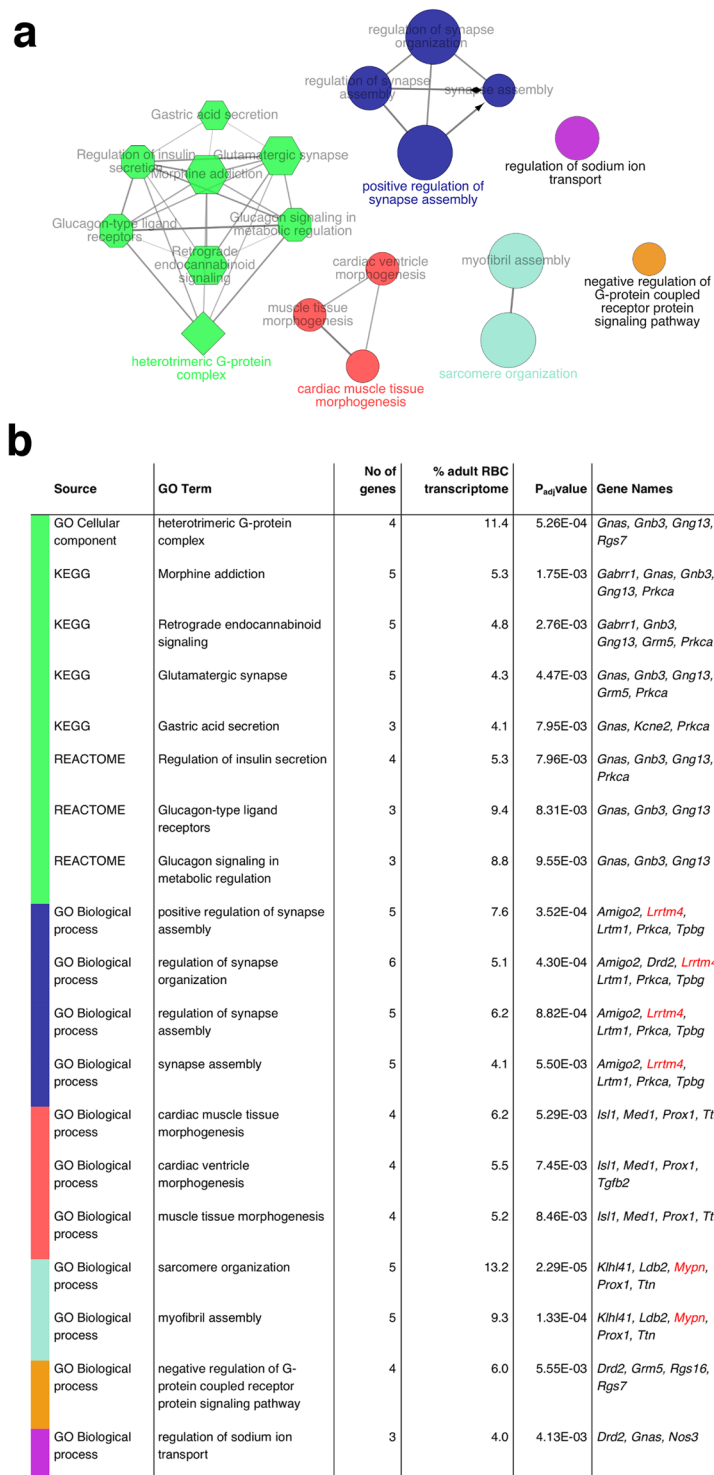 a
regulation of synapse
organization
regulation of synapse
assembly
synapse assembly
positive regulation of
synapse assembly
regulation of sodium ion
transport
Gastric acid secretion
Regulation of insulin
secretion
Glutamatergic synapse
Morphine addiction
Glucagon-type ligand
receptors
Glucagon signaling in
metabolic regulation
Retrograde
endocannabinoid
signaling
heterotrimeric G-protein
complex
cardiac ventricle
morphogenesis
muscle tissue
morphogenesis
cardiac muscle tissue
morphogenesis
myofibril assembly
sarcomere organization
negative regulation of
G-protein coupled
receptor protein
signaling pathway
b
Source GO Term No of genes % adult RBC transcriptome Padjvalue Gene Names
GO Cellular heterotrimeric G-protein 4 11.4 5.26E-04 Gnas, Gnb3, Gng13,
component complex Rgs7
KEGG Morphine addiction 5 5.3 1.75E-03 Gabrr1, Gnas, Gnb3,
Gng13, Prkca
KEGG Retrograde endocannabinoid 5 4.8 2.76E-03 Gabrr1, Gnb3,
signaling Gng13, Grm5, Prkca
KEGG Glutamatergic synapse 5 4.3 4.47E-03 Gnas, Gnb3, Gng13,
Grm5, Prkca
KEGG Gastric acid secretion 3 4.1 7.95E-03 Gnas, Kcne2, Prkca
REACTOME Regulation of insulin secretion 4 5.3 7.96E-03 Gnas, Gnb3, Gng13,
Prkca
REACTOME Glucagon-type ligand 3 9.4 8.31E-03 Gnas, Gnb3, Gng13
receptors
REACTOME Glucagon signaling in 3 8.8 9.55E-03 Gnas, Gnb3, Gng13
metabolic regulation
GO Biological positive regulation of synapse 5 7.6 3.52E-04 Amigo2, Lrrtm4,
process assembly Lrtm1, Prkca, Tpbg
GO Biological regulation of synapse 6 5.1 4.30E-04 Amigo2, Drd2, Lrrtm4
process organization Lrtm1, Prkca, Tpbg
GO Biological regulation of synapse 5 6.2 8.82E-04 Amigo2, Lrrtm4,
process assembly Lrtm1, Prkca, Tpbg
GO Biological synapse assembly 5 4.1 5.50E-03 Amigo2, Lrrtm4,
process Lrtm1, Prkca, Tpbg
GO Biological cardiac muscle tissue 4 6.2 5.29E-03 Isl1, Med1, Prox1, Tt
process morphogenesis
GO Biological cardiac ventricle 4 5.5 7.45E-03 Isl1, Med1, Prox1,
process morphogenesis Tgfb2
GO Biological muscle tissue morphogenesis 4 5.2 8.46E-03 Isl1, Med1, Prox1, Tt
process
GO Biological sarcomere organization 5 13.2 2.29E-05 Klhl41, Ldb2, Mypn,
process Prox1, Ttn
GO Biological myofibril assembly 5 9.3 1.33E-04 Klhl41, Ldb2, Mypn,
process Prox1, Ttn
GO Biological negative regulation of G- 4 6.0 5.55E-03 Drd2, Grm5, Rgs16,
process protein coupled receptor Rgs7
protein signaling pathway
GO Biological regulation of sodium ion 3 4.0 4.13E-03 Drd2, Gnas, Nos3
process transport